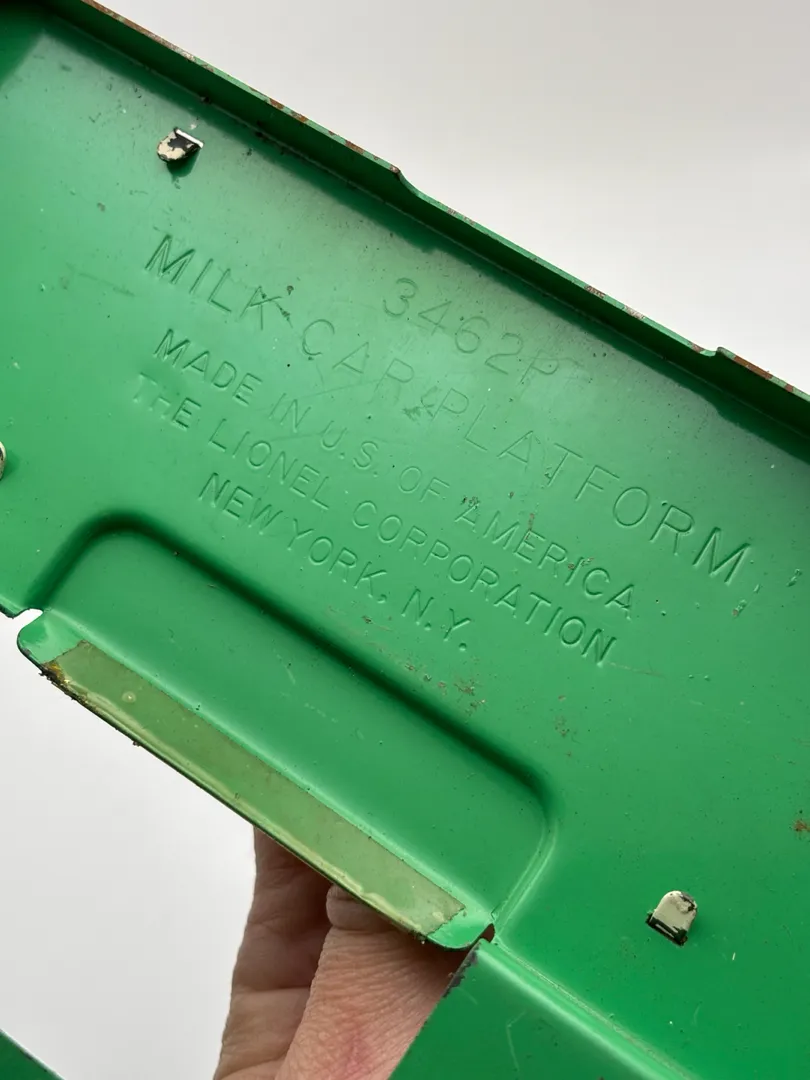 3462P
MILK CAR PLATFORM
MADE IN U.S. OF AMERICA
THE LIONEL CORPORATION
NEW YORK, N.Y.